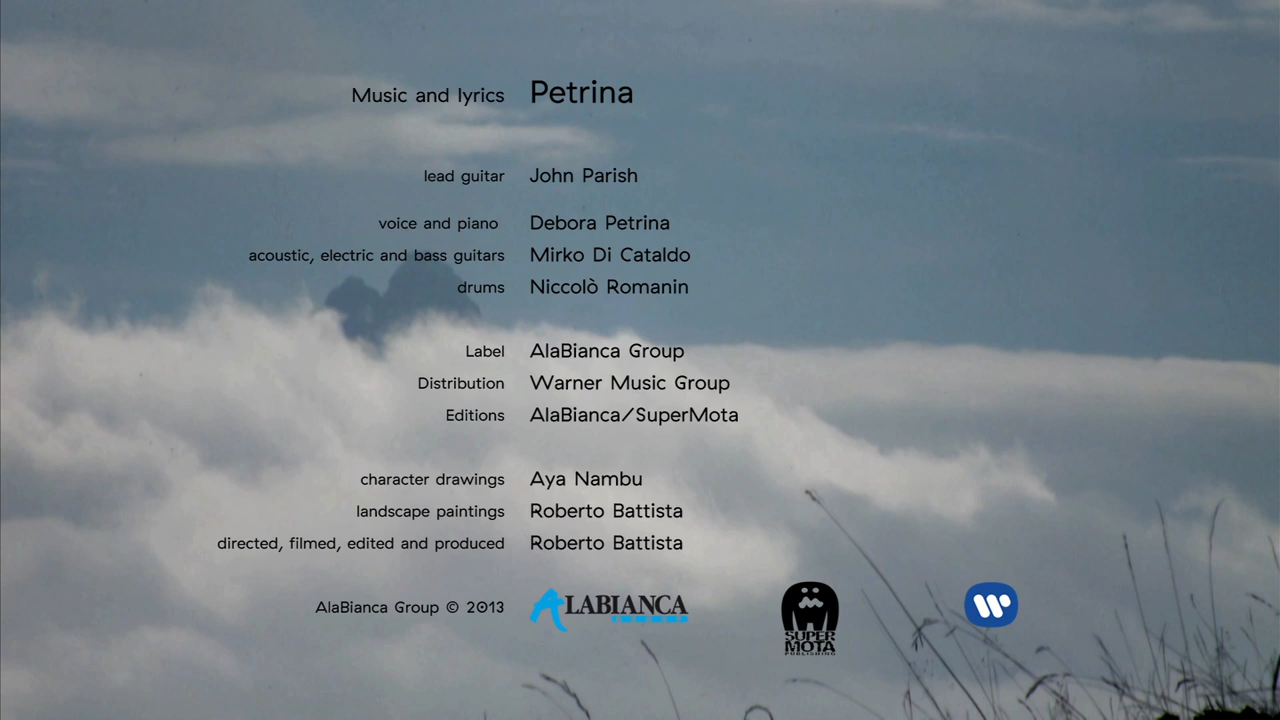 Music and lyrics Petrina
lead guitar John Parish
voice and piano Debora Petrina
acoustic, electric and bass guitars Mirko Di Cataldo
drums Niccolò Romanin
Label AlaBianca Group
Distribution Warner Music Group
Editions AlaBianca/SuperMota
character drawings Aya Nambu
landscape paintings Roberto Battista
directed, filmed, edited and produced Roberto Battista
AlaBianca Group © 2013 ALABIANCA
SUPER
MOTA
PUBLISHING